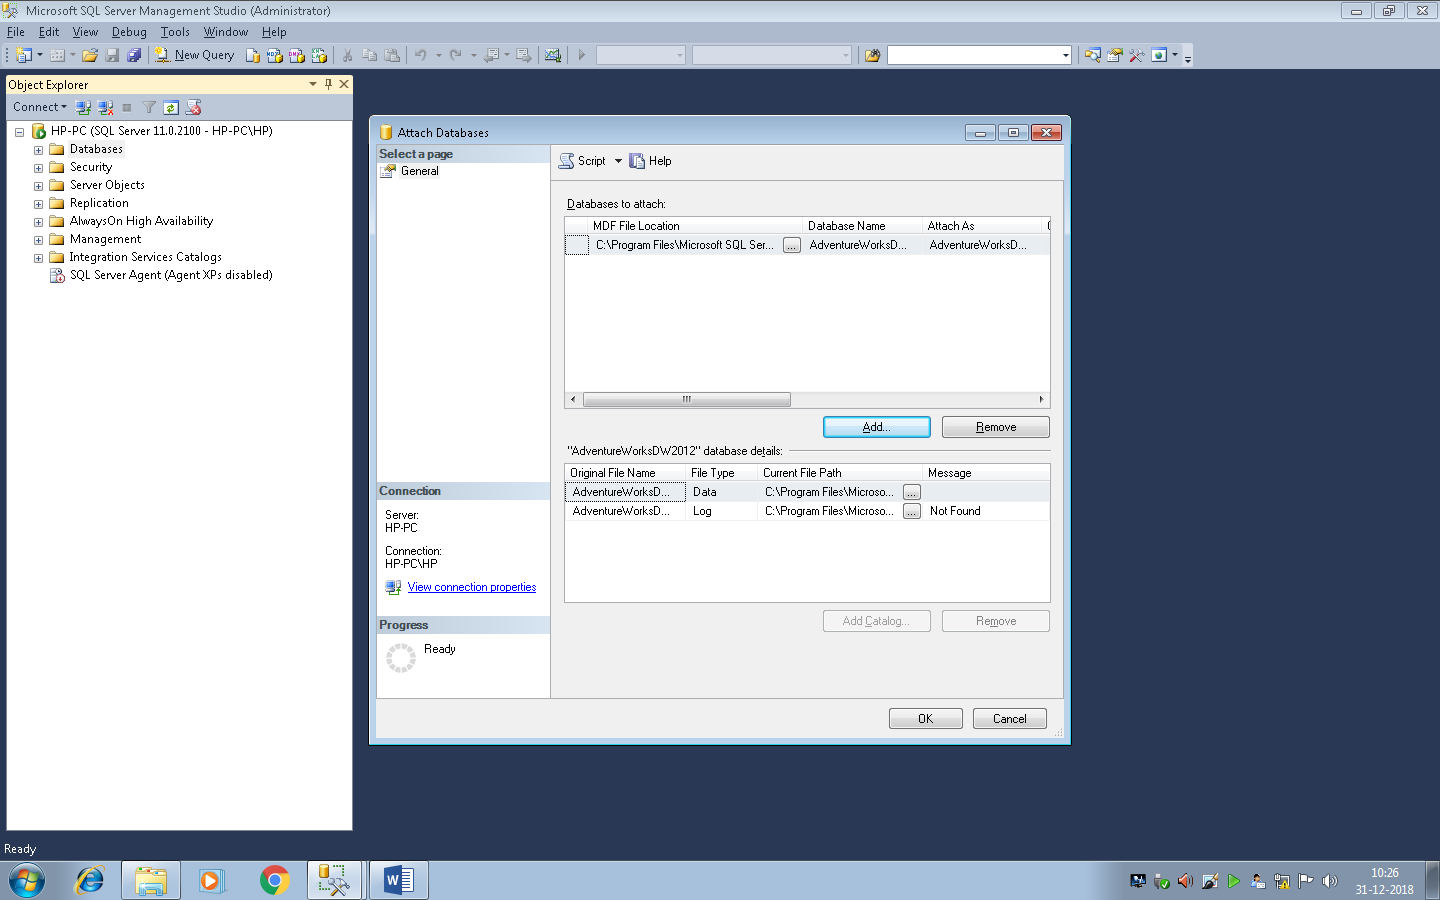 Microsoft SQL Server Management Studio (Administrator)
File Edit View Debug Tools Window Help
New Query
Object Explorer
Connect
HP-PC (SQL Server 11.0.2100 - HP-PC\HP)
Databases
Security
Server Objects
Replication
AlwaysOn High Availability
Management
Integration Services Catalogs
SQL Server Agent (Agent XPs disabled)
Attach Databases
Select a page
General
Script Help
Databases to attach:
MDF File Location Database Name Attach As
C:\Program Files\Microsoft SQL Ser... ... AdventureWorksD... AdventureWorksD...
Add... Remove
"AdventureWorksDW2012" database details:
Original File Name File Type Current File Path Message
AdventureWorksD... Data C:\Program Files\Microso... ...
AdventureWorksD... Log C:\Program Files\Microso... ... Not Found
Add Catalog... Remove
Connection
Server:
HP-PC
Connection:
HP-PC\HP
View connection properties
Progress
Ready
OK Cancel
Ready
10:26
31-12-2018